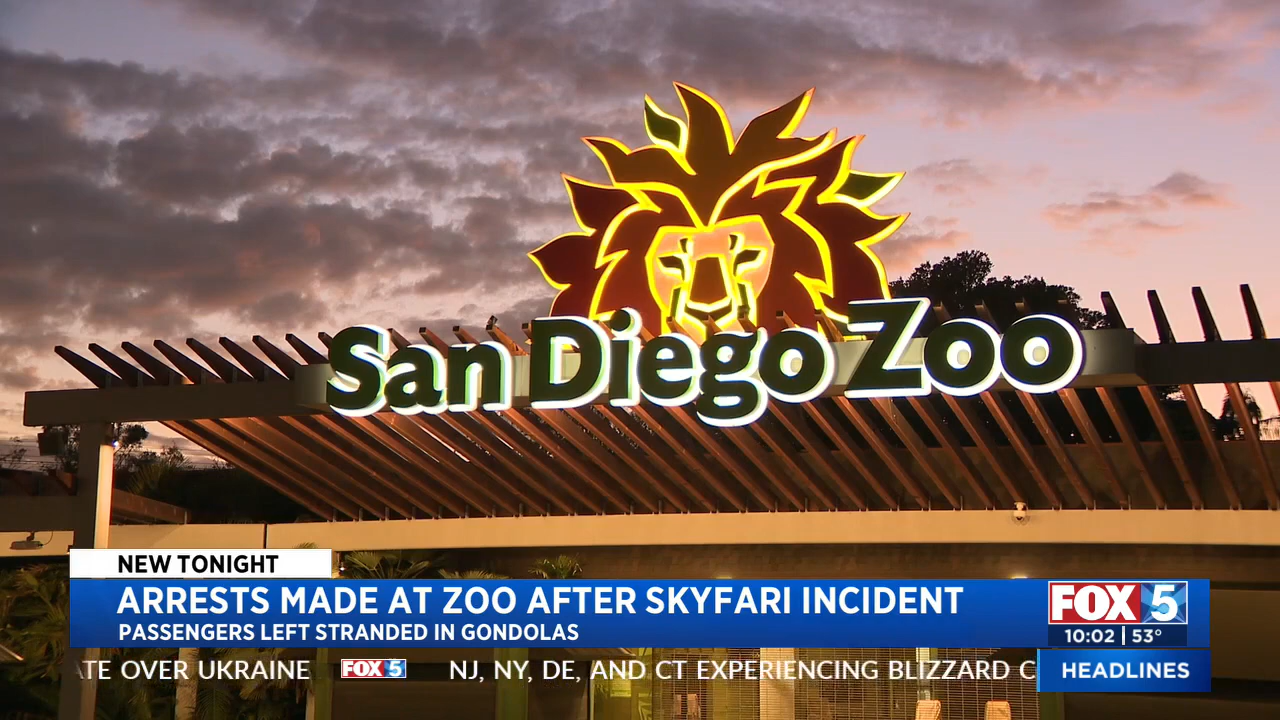 San Diego Zoo
NEW TONIGHT
ARRESTS MADE AT ZOO AFTER SKYFARI INCIDENT
PASSENGERS LEFT STRANDED IN GONDOLAS
FOX 5
10:02 | 53°
TE OVER UKRAINE FOX 5 NJ, NY, DE, AND CT EXPERIENCING BLIZZARD C
HEADLINES